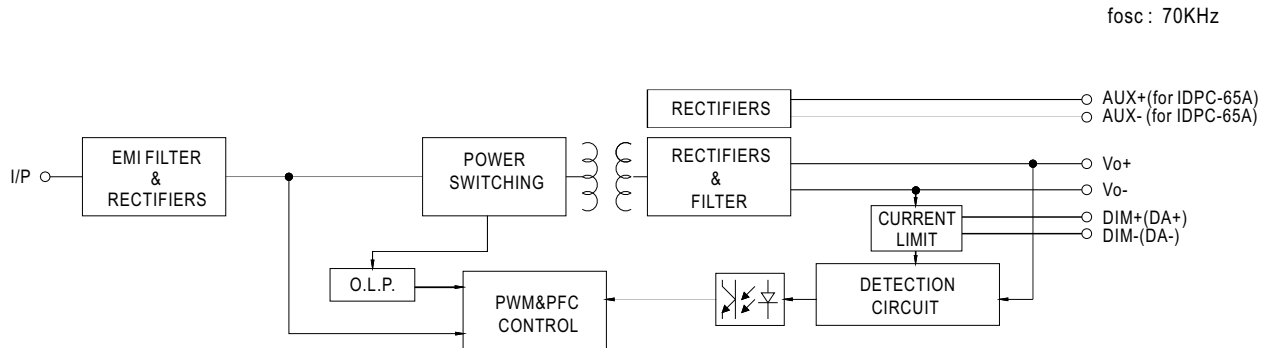 fosc : 70KHz
RECTIFIERS
AUX+(for IDPC-65A)
AUX- (for IDPC-65A)
I/P
EMI FILTER
&
RECTIFIERS
POWER
SWITCHING
RECTIFIERS
&
FILTER
Vo+
Vo-
CURRENT
LIMIT
DIM+(DA+)
DIM-(DA-)
O.L.P.
PWM&PFC
CONTROL
DETECTION
CIRCUIT